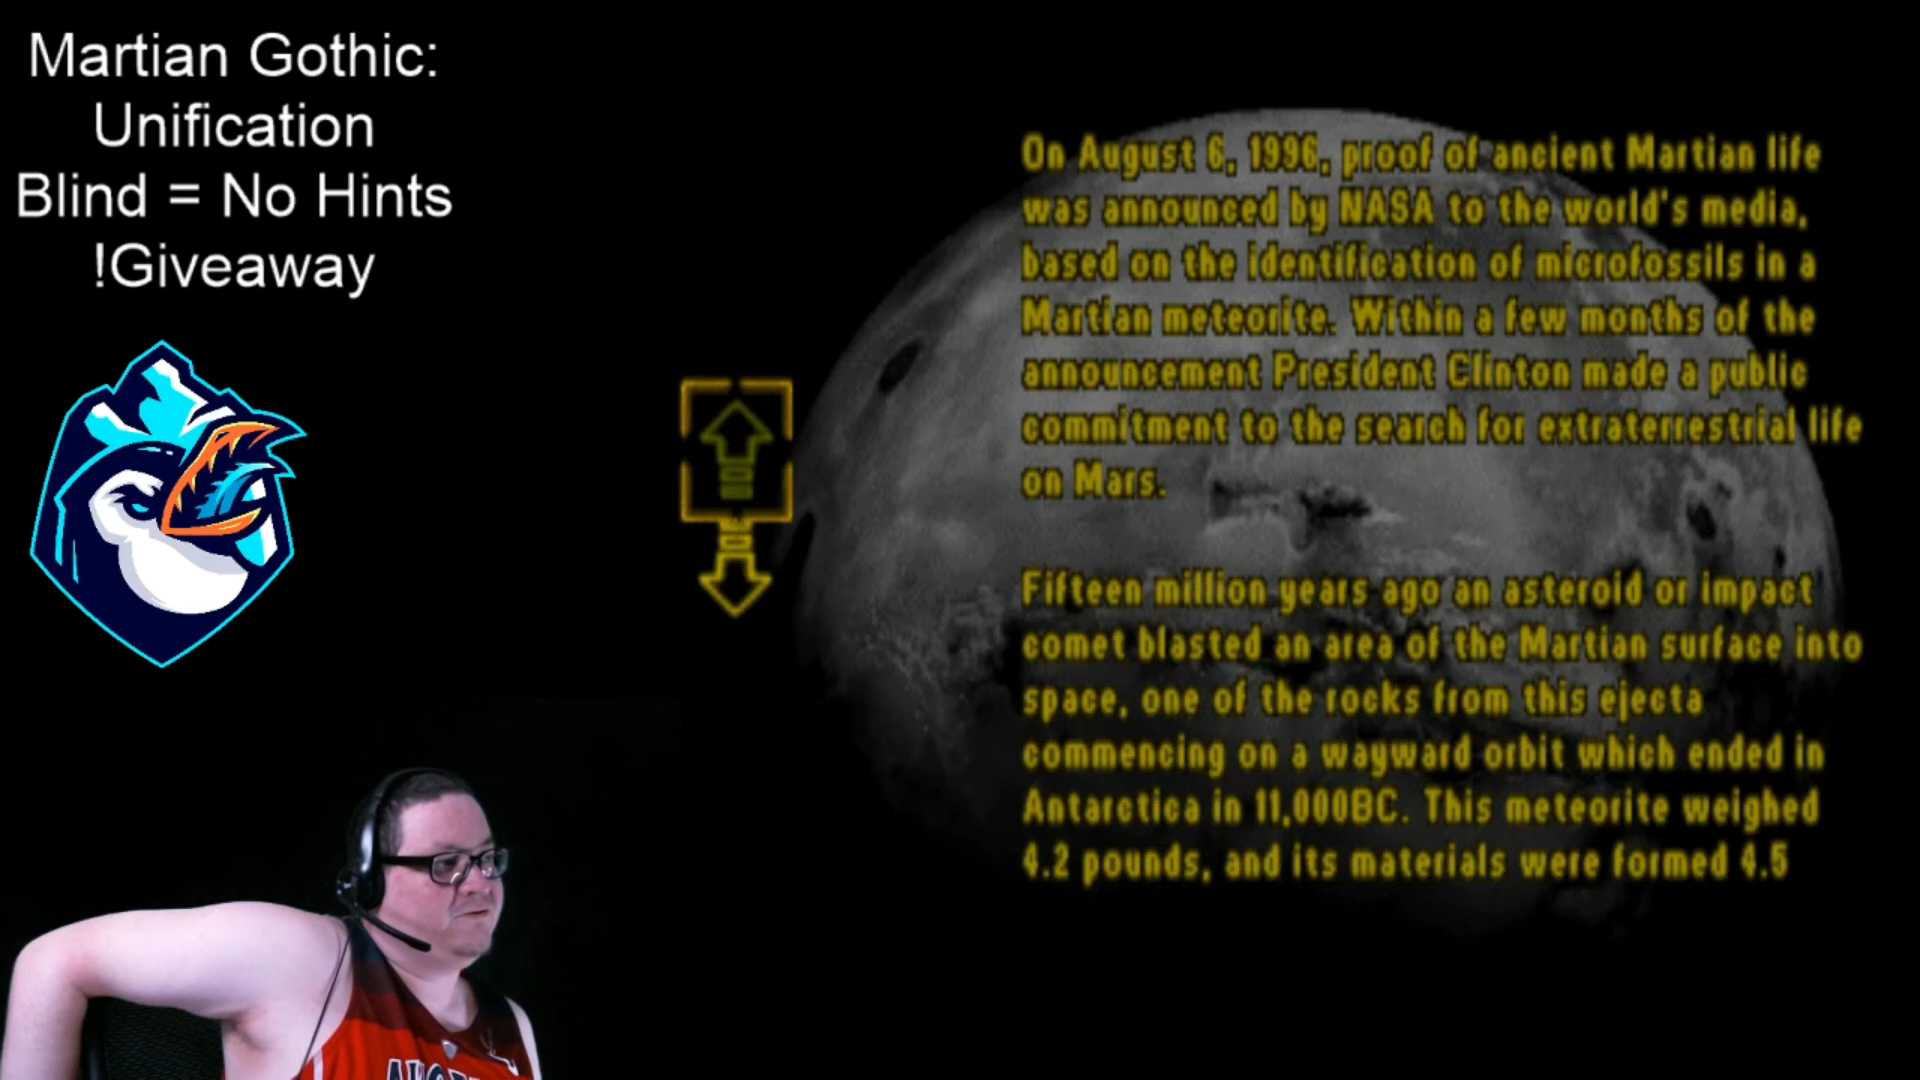 Martian Gothic:
Unification
Blind = No Hints
!Giveaway
On August 6, 1996, proof of ancient Martian life
was announced by NASA to the world's media,
based on the identification of microfossils in a
Martian meteorite. Within a few months of the
announcement President Clinton made a public
commitment to the search for extraterrestrial life
on Mars.
Fifteen million years ago an asteroid or impact
comet blasted an area of the Martian surface into
space, one of the rocks from this ejecta
commencing on a wayward orbit which ended in
Antarctica in 11,000BC. This meteorite weighed
4.2 pounds, and its materials were formed 4.5